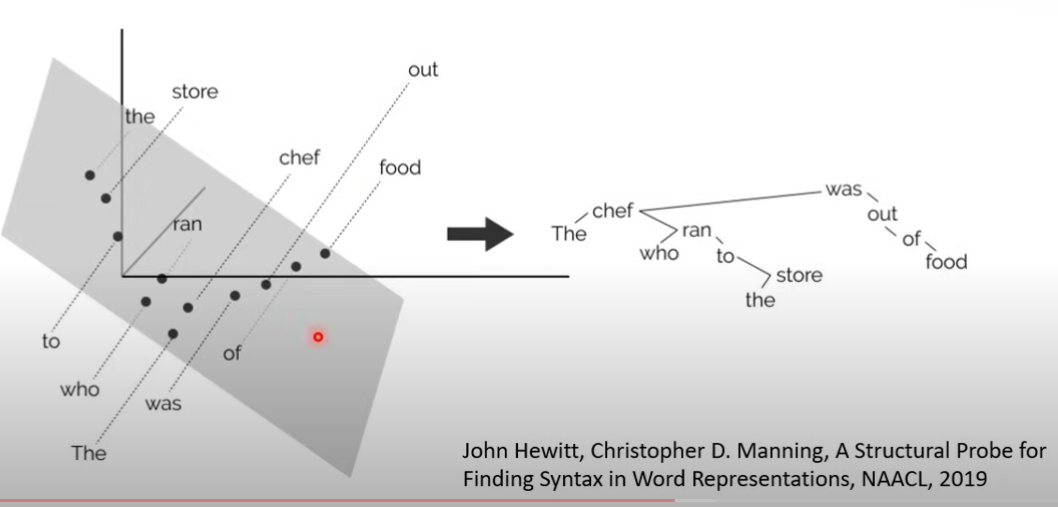 out
store
the
chef
food
ran
to
of
who
was
The
was
chef
out
The
ran
of
who
to
food
store
the
John Hewitt, Christopher D. Manning, A Structural Probe for
Finding Syntax in Word Representations, NAACL, 2019